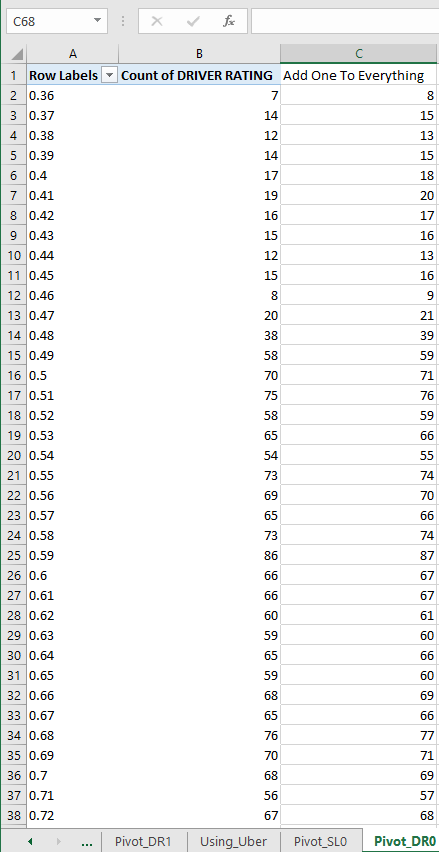 C68
fx
A B C
1 Row Labels Count of DRIVER RATING Add One To Everything
2 0.36 7 8
3 0.37 14 15
4 0.38 12 13
5 0.39 14 15
6 0.4 17 18
7 0.41 19 20
8 0.42 16 17
9 0.43 15 16
10 0.44 12 13
11 0.45 15 16
12 0.46 8 9
13 0.47 20 21
14 0.48 38 39
15 0.49 58 59
16 0.5 70 71
17 0.51 75 76
18 0.52 58 59
19 0.53 65 66
20 0.54 54 55
21 0.55 73 74
22 0.56 69 70
23 0.57 65 66
24 0.58 73 74
25 0.59 86 87
26 0.6 66 67
27 0.61 66 67
28 0.62 60 61
29 0.63 59 60
30 0.64 65 66
31 0.65 59 60
32 0.66 68 69
33 0.67 65 66
34 0.68 76 77
35 0.69 70 71
36 0.7 68 69
37 0.71 56 57
38 0.72 67 68
... Pivot_DR1 Using_Uber Pivot_SL0 Pivot_DR0